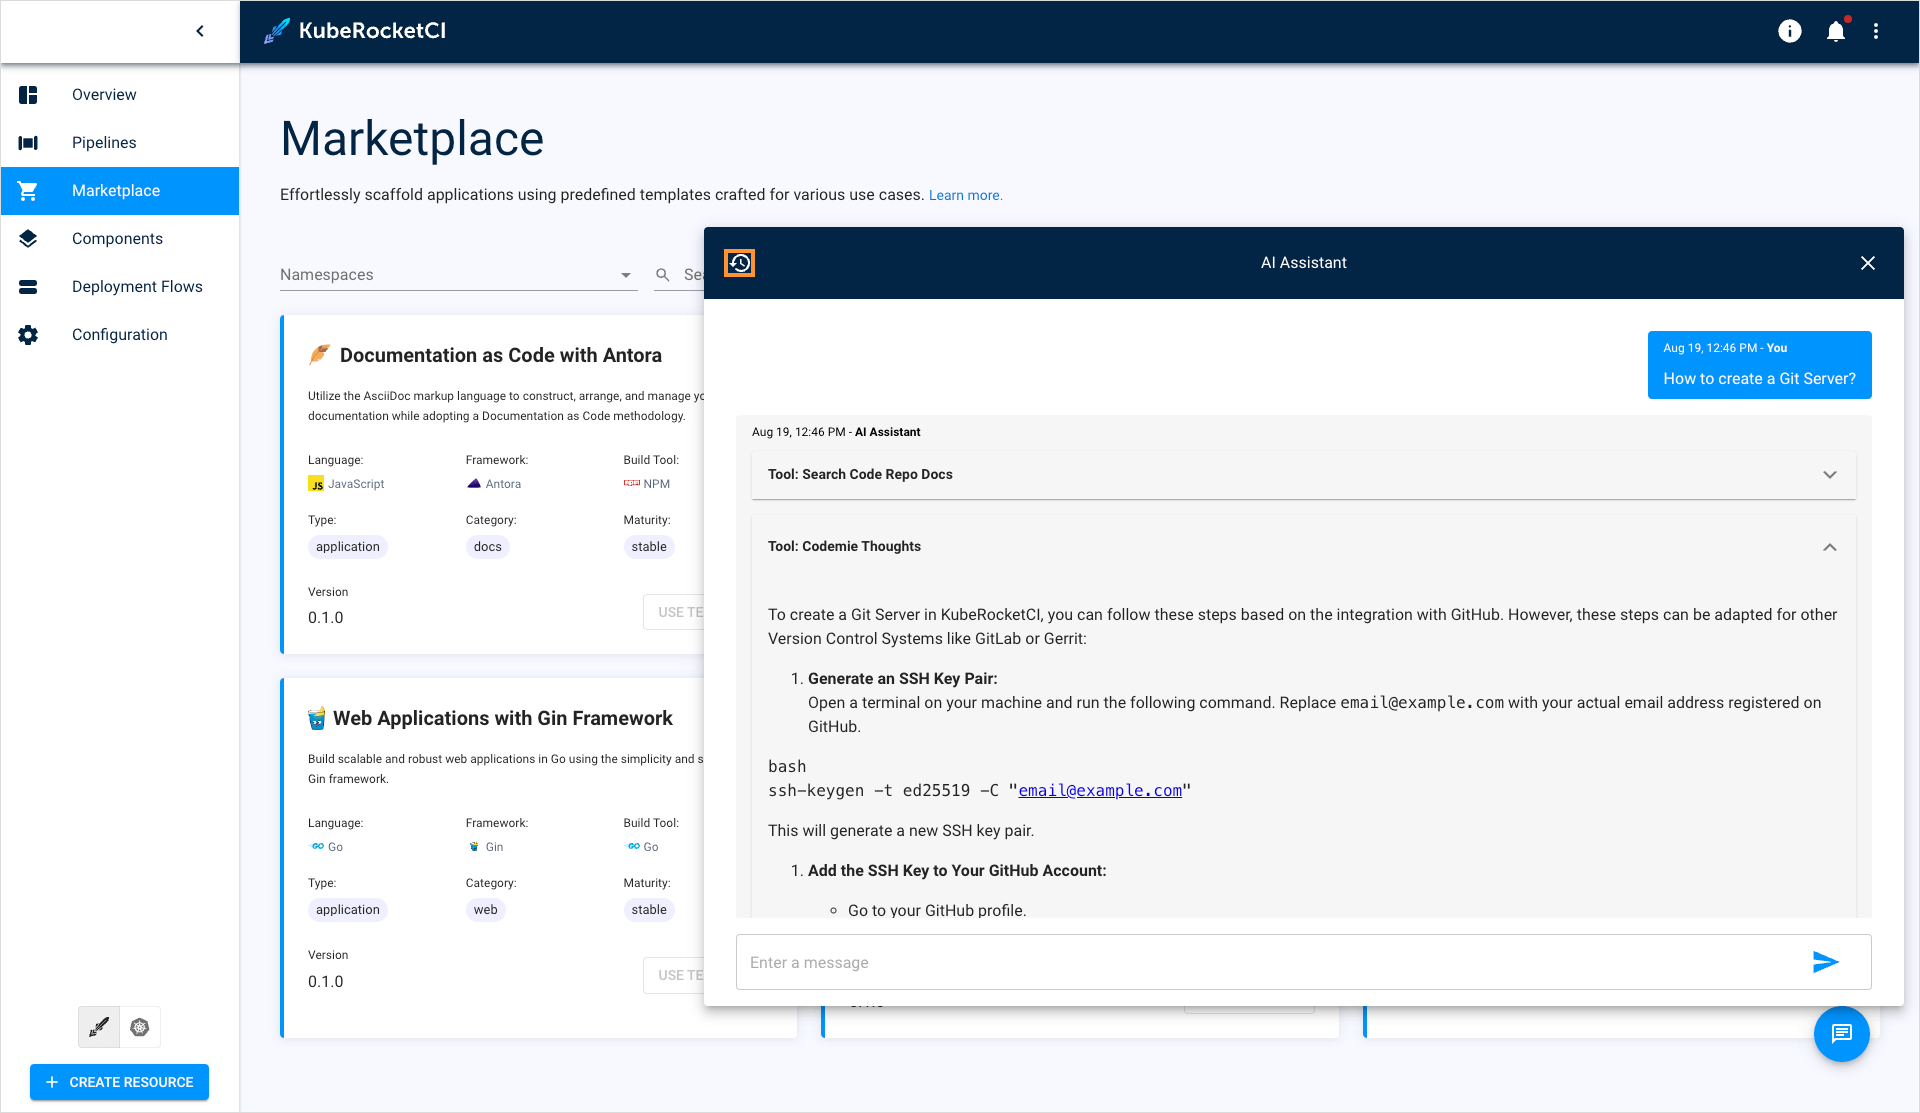 KubeRocketCI
Overview
Pipelines
Marketplace
Components
Deployment Flows
Configuration
CREATE RESOURCE
Marketplace
Effortlessly scaffold applications using predefined templates crafted for various use cases. Learn more.
Namespaces
Documentation as Code with Antora
Utilize the AsciiDoc markup language to construct, arrange, and manage
documentation while adopting a Documentation as Code methodology.
Language: Framework: Build Tool:
JS JavaScript Antora NPM
Type: Category: Maturity:
application docs stable
Version
0.1.0
USE
Web Applications with Gin Framework
Build scalable and robust web applications in Go using the simplicity and
Gin framework.
Language: Framework: Build Tool:
Go Gin Go
Type: Category: Maturity:
application web stable
Version
0.1.0
USE
AI Assistant
Aug 19, 12:46 PM - You
How to create a Git Server?
Aug 19, 12:46 PM - AI Assistant
Tool: Search Code Repo Docs
Tool: Codemie Thoughts
To create a Git Server in KubeRocketCI, you can follow these steps based on the integration with GitHub. However, these steps can be adapted for other
Version Control Systems like GitLab or Gerrit:
1. Generate an SSH Key Pair:
Open a terminal on your machine and run the following command. Replace email@example.com with your actual email address registered on
GitHub.
bash
ssh-keygen -t ed25519 -C "email@example.com"
This will generate a new SSH key pair.
1. Add the SSH Key to Your GitHub Account:
Go to your GitHub profile.
Enter a message